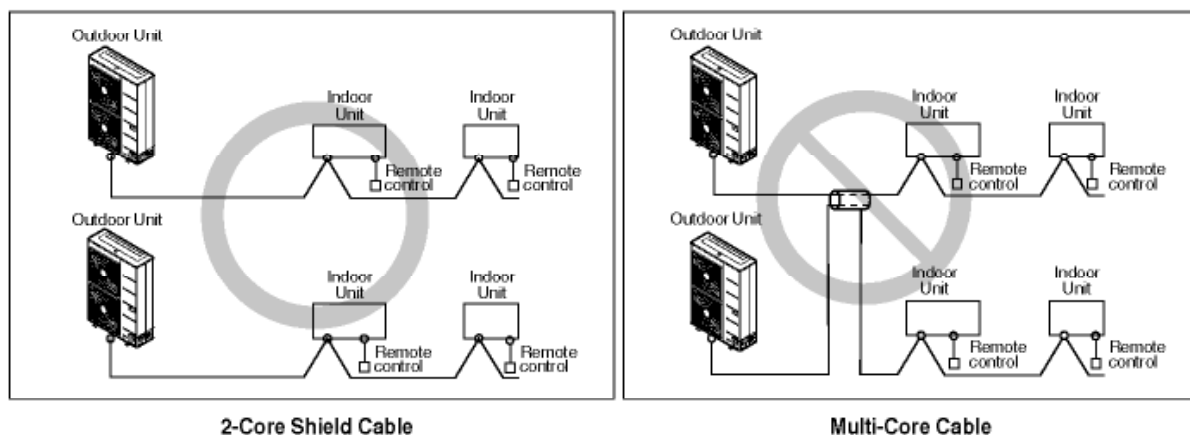 Outdoor Unit
Indoor
Unit
Indoor
Unit
Remote
control
Remote
control
Outdoor Unit
Indoor
Unit
Indoor
Unit
Remote
control
Remote
control
2-Core Shield Cable
Outdoor Unit
Indoor
Unit
Indoor
Unit
Remote
control
Remote
control
Outdoor Unit
Indoor
Unit
Indoor
Unit
Remote
control
Remote
control
Multi-Core Cable